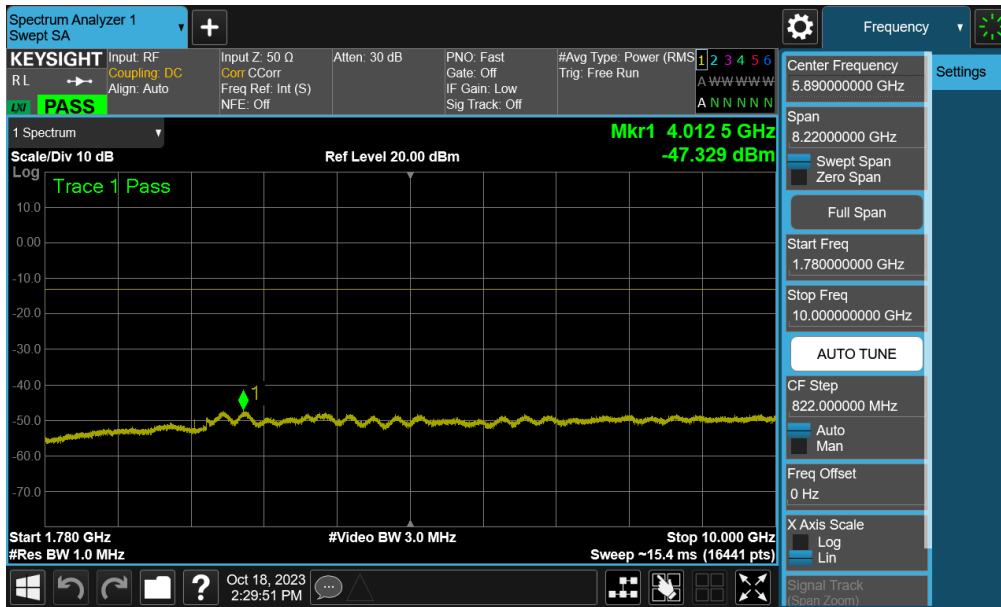 Spectrum Analyzer 1
Swept SA
Frequency
KEYSIGHT
R L
LXI PASS
Input: RF
Coupling: DC
Align: Auto
Input Z: 50 Ω
Corr CCorr
Freq Ref: Int (S)
NFE: Off
Atten: 30 dB
PNO: Fast
Gate: Off
IF Gain: Low
Sig Track: Off
#Avg Type: Power (RMS
Trig: Free Run
1 2 3 4 5 6
A W W W W W
A N N N N N
1 Spectrum
Scale/Div 10 dB
Ref Level 20.00 dBm
Mkr1 4.012 5 GHz
-47.329 dBm
Log
Trace 1 Pass
10.0
0.00
-10.0
-20.0
-30.0
-40.0
-50.0
-60.0
-70.0
1
Start 1.780 GHz
#Video BW 3.0 MHz
Stop 10.000 GHz
#Res BW 1.0 MHz
Sweep ~15.4 ms (16441 pts)
Center Frequency
5.890000000 GHz
Settings
Span
8.22000000 GHz
Swept Span
Zero Span
Full Span
Start Freq
1.780000000 GHz
Stop Freq
10.000000000 GHz
AUTO TUNE
CF Step
822.000000 MHz
Auto
Man
Freq Offset
0 Hz
X Axis Scale
Log
Lin
Signal Track
(Span Zoom)
?
Oct 18, 2023
2:29:51 PM